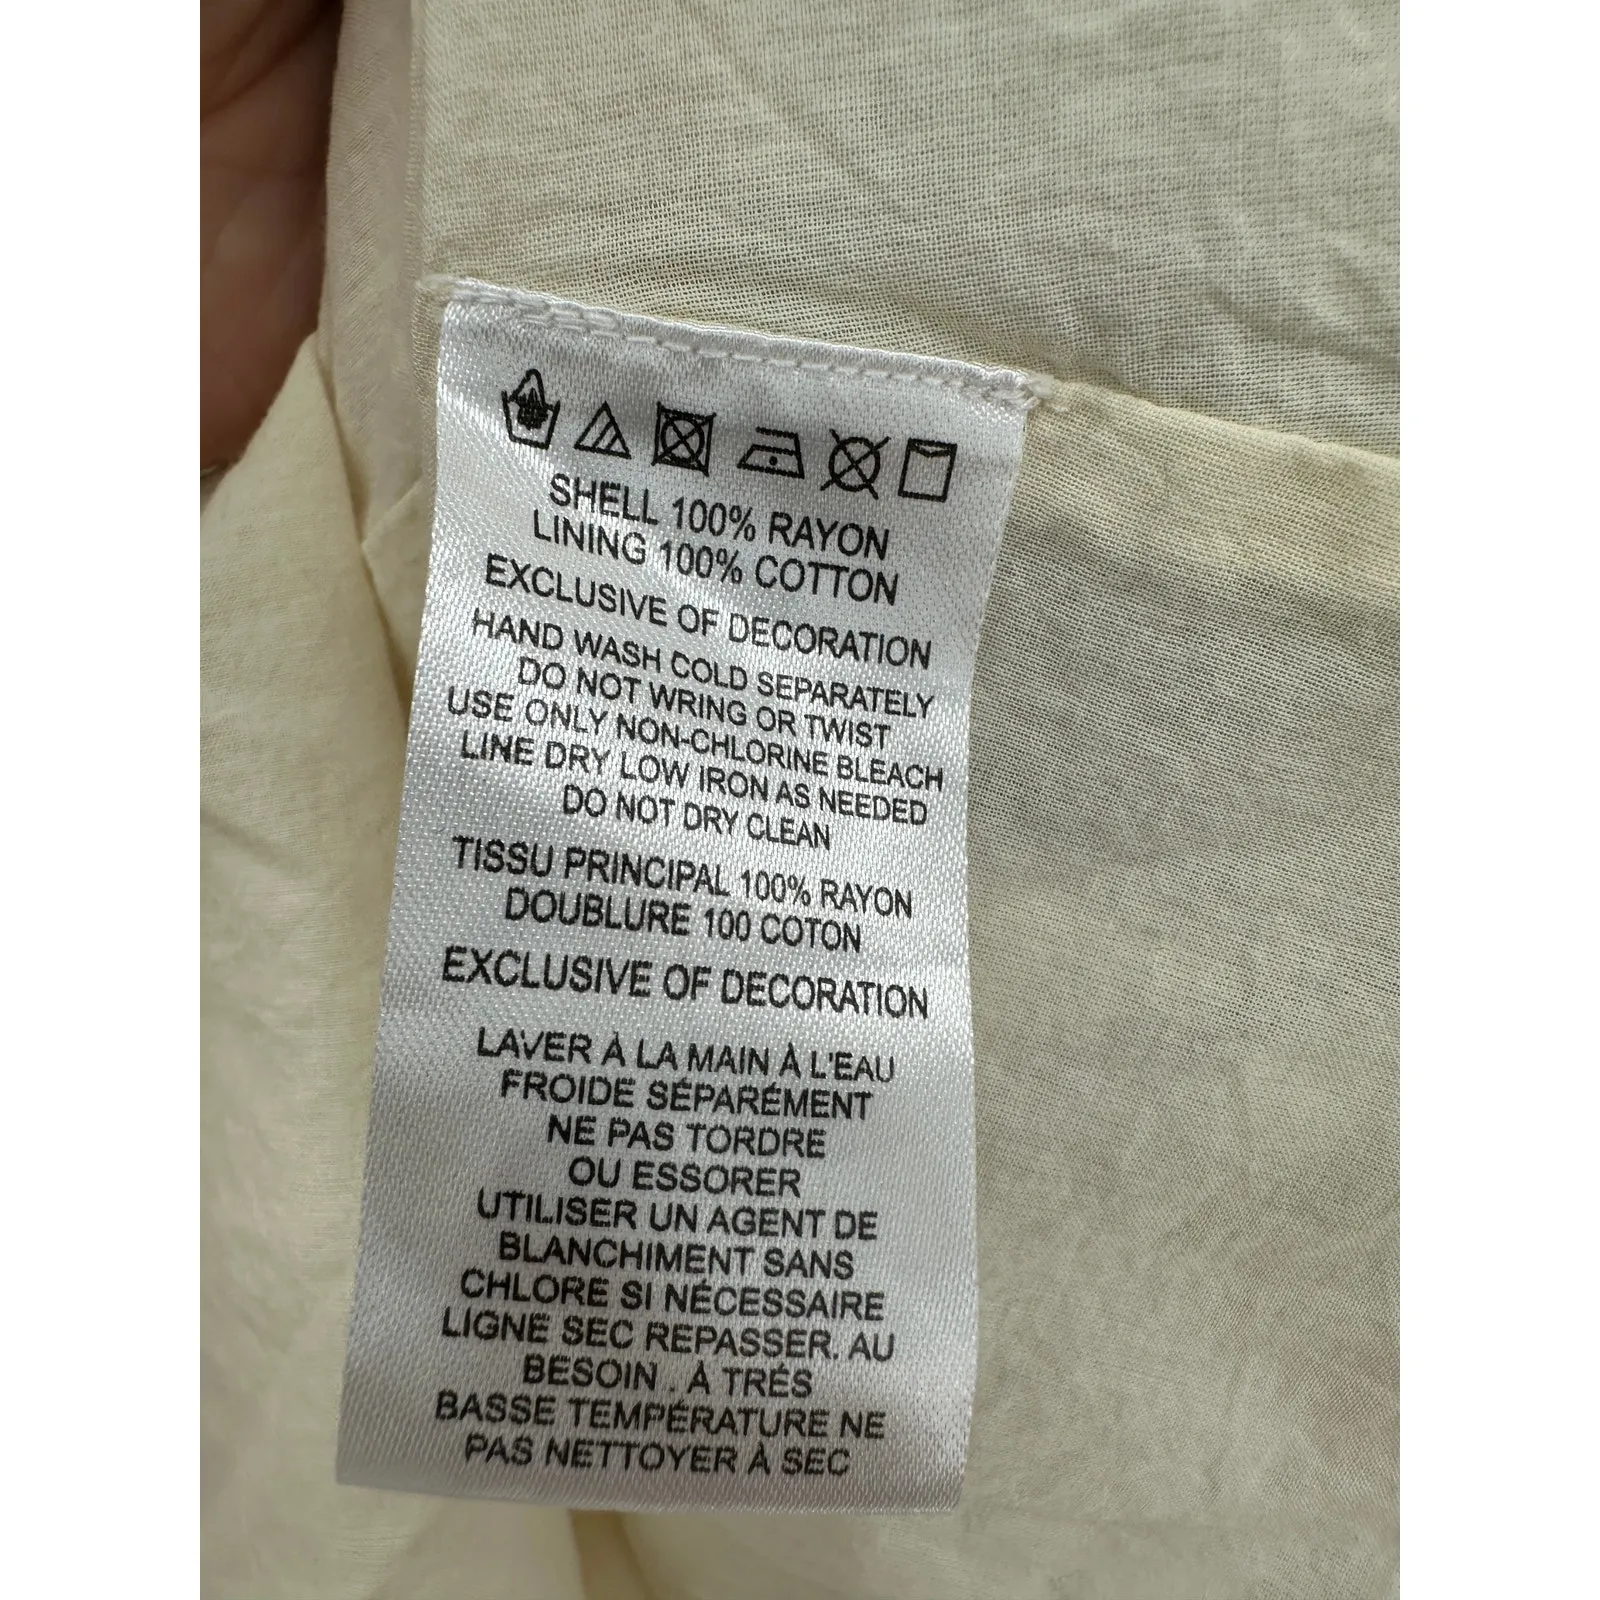 SHELL 100% RAYON
LINING 100% COTTON
EXCLUSIVE OF DECORATION
HAND WASH COLD SEPARATELY
DO NOT WRING OR TWIST
USE ONLY NON-CHLORINE BLEACH
LINE DRY LOW IRON AS NEEDED
DO NOT DRY CLEAN
TISSU PRINCIPAL 100% RAYON
DOUBLURE 100 COTON
EXCLUSIVE OF DECORATION
LAVER À LA MAIN À L'EAU
FROIDE SÉPARÉMENT
NE PAS TORDRE
OU ESSORER
UTILISER UN AGENT DE
BLANCHIMENT SANS
CHLORE SI NÉCESSAIRE
LIGNE SEC REPASSER. AU
BESOIN . À TRÉS
BASSE TEMPÉRATURE NE
PAS NETTOYER À SEC